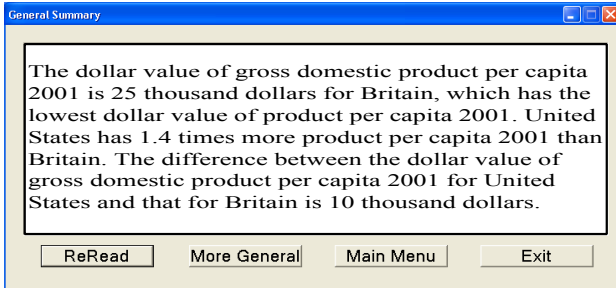 General Summary
The dollar value of gross domestic product per capita
2001 is 25 thousand dollars for Britain, which has the
lowest dollar value of product per capita 2001. United
States has 1.4 times more product per capita 2001 than
Britain. The difference between the dollar value of
gross domestic product per capita 2001 for United
States and that for Britain is 10 thousand dollars.
ReRead More General Main Menu Exit